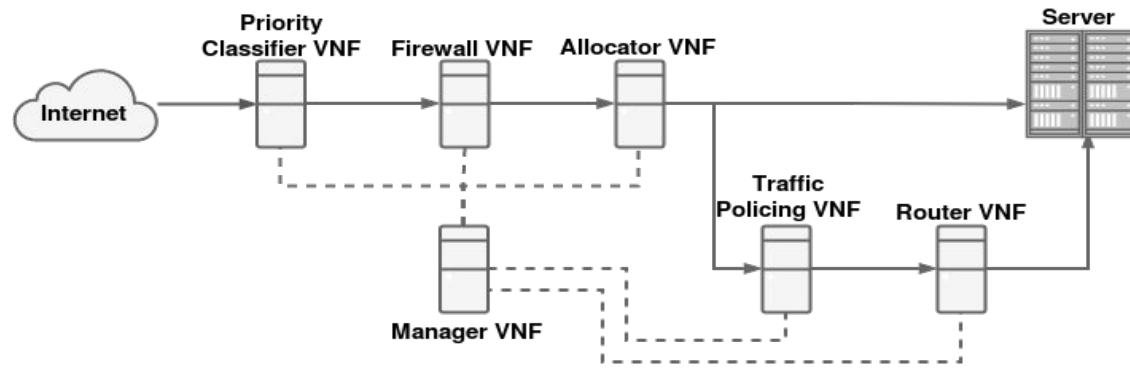 Priority
Classifier VNF
Firewall VNF
Allocator VNF
Server
Internet
Traffic
Policing VNF
Router VNF
Manager VNF